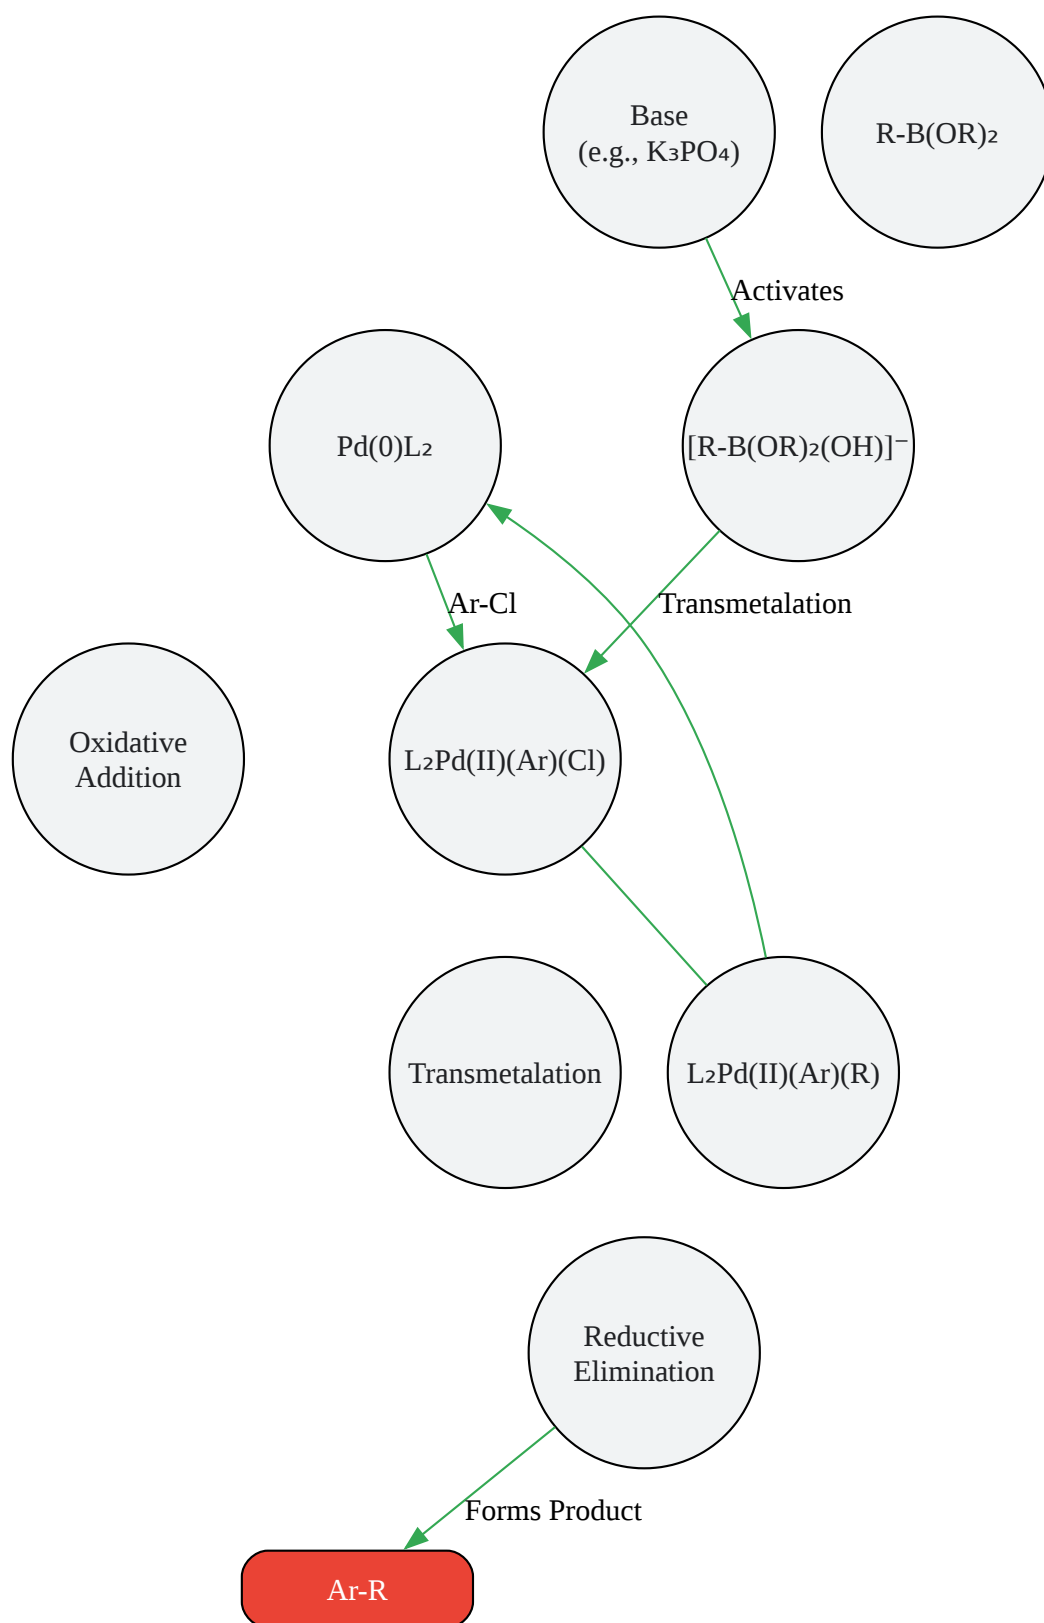 Base
(e.g., K₃PO₄)
R-B(OR)₂
Activates
Pd(0)L₂
[R-B(OR)₂(OH)]⁻
Ar-Cl
Transmetalation
Oxidative
Addition
L₂Pd(II)(Ar)(Cl)
Transmetalation
L₂Pd(II)(Ar)(R)
Reductive
Elimination
Forms Product
Ar-R